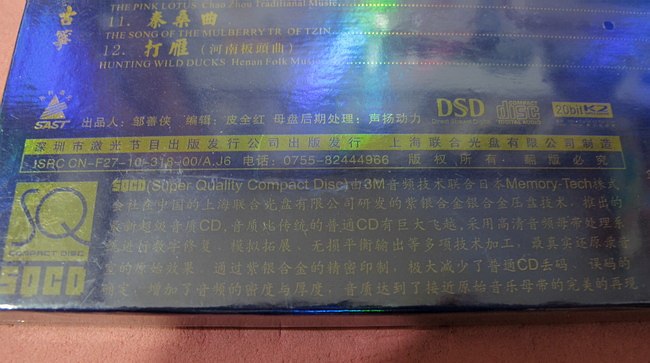 THE PINK LOTUS Chao Zhou Traditional Music
古筝
11. 秦桑曲
THE SONG OF THE MULBERRY TR OF TZIN
12. 打雁 (河南板頭曲)
HUNTING WILD DUCKS Henan Folk Mus
SAST 出品人：邹善侠 编辑：皮全红 母盘后期处理：声扬动力 DSD disc DIGITAL AUDIO 20bit K2
深圳市激光节目出版发行公司出版发行 上海联合光盘有限公司制造
ISRC CN-F27-10-318-00/A.J6 电话：0755-82444966 版权所有·翻版必究
SQ
COMPACT DISC
SQCD
SQCD(Super Quality Compact Disc)由3M音频技术联合日本Memory-Tech株式
会社在中国的上海联合光盘有限公司研发的紫银合金银合金压盘技术，推出的
超级音质CD，音质比传统的普通CD有巨大飞越，采用高清音频母带处理系
进行数字修复、模拟拓展、无损平衡输出等多项技术加工，最真实还原录音
室的原始效果。通过紫银合金的精密印制，极大减少了普通CD丢码、误码的
，增加了音频的密度与厚度，音质达到了接近原始音乐母带的完美的再现